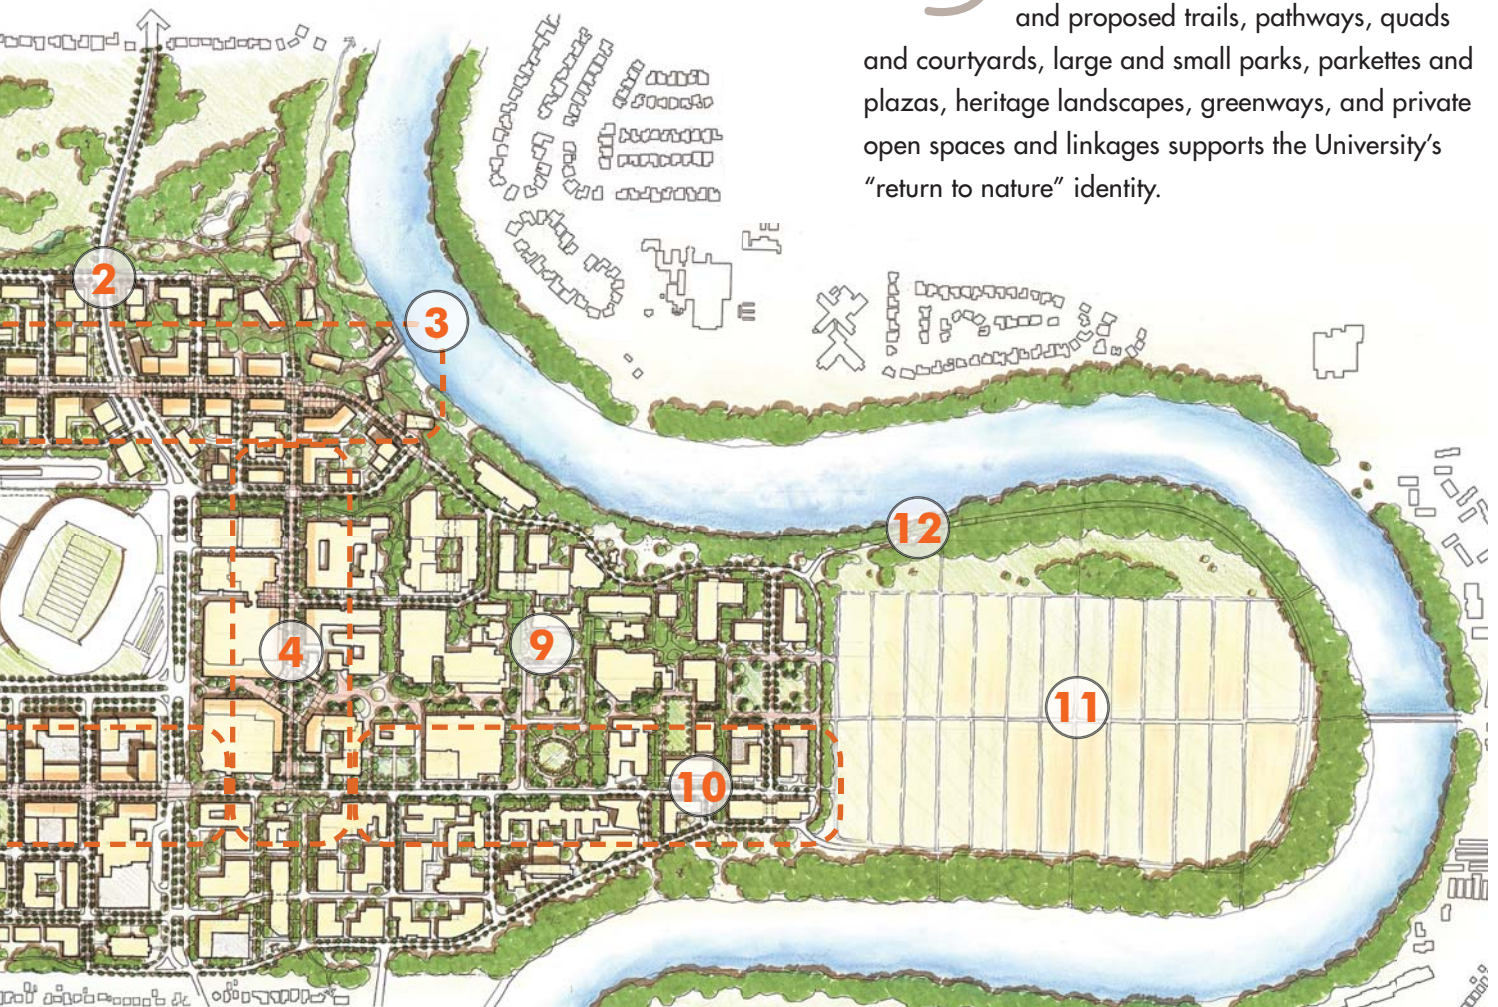 and proposed trails, pathways, quads
and courtyards, large and small parks, parkettes and
plazas, heritage landscapes, greenways, and private
open spaces and linkages supports the University’s
“return to nature” identity.
2
3
12
4
9
11
10